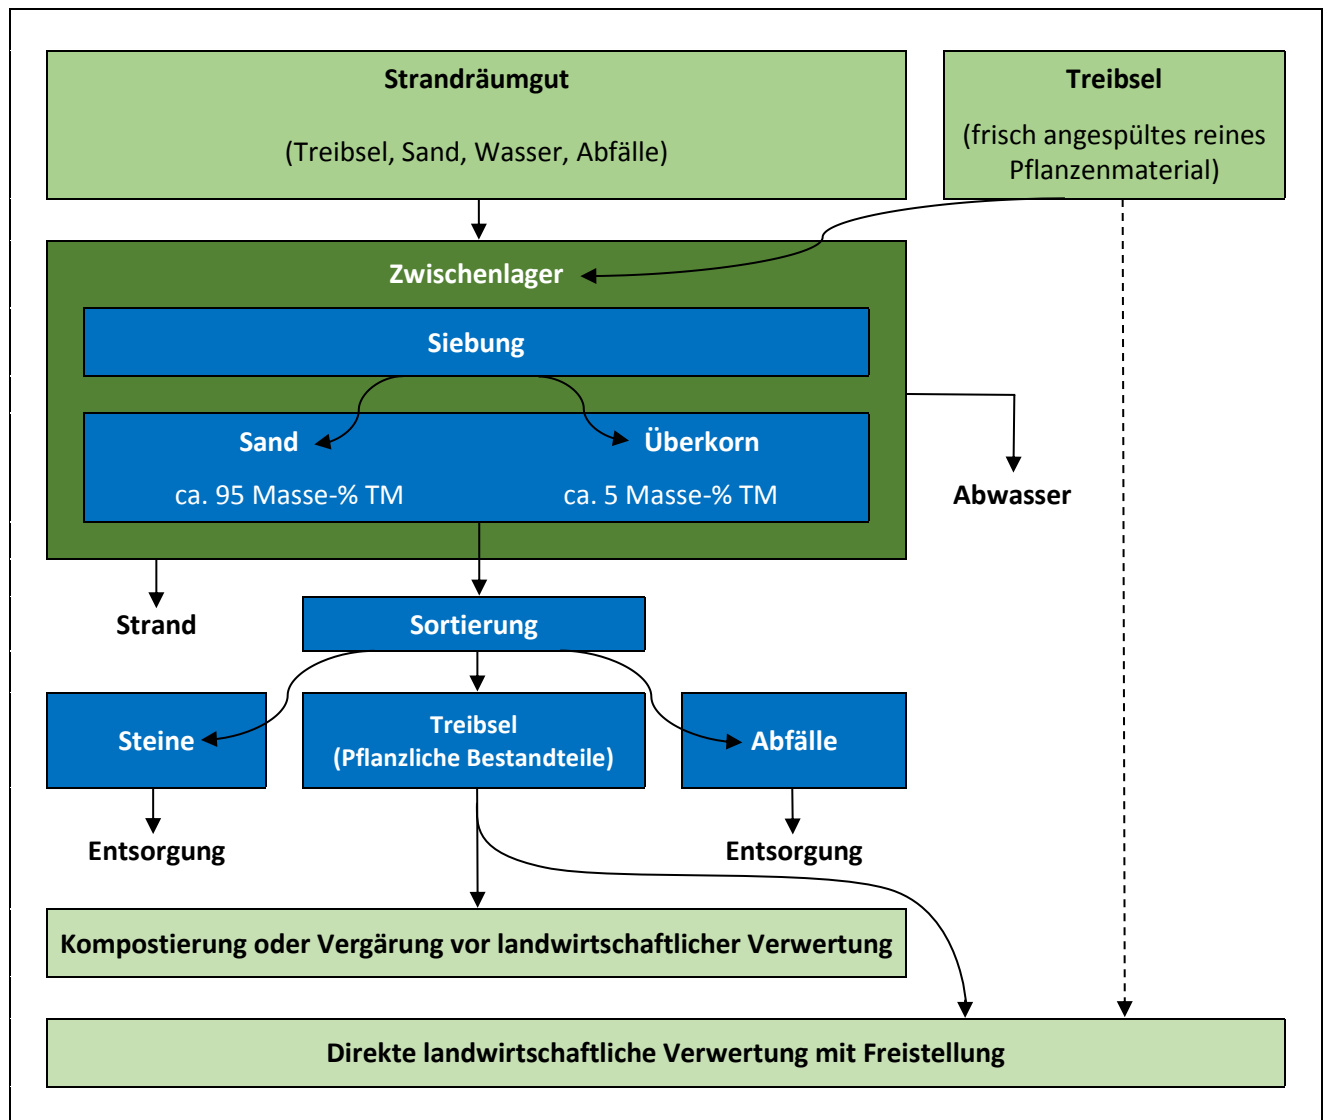 Strandräumgut
(Treibsel, Sand, Wasser, Abfälle)
Treibsel
(frisch angespültes reines
Pflanzenmaterial)
Zwischenlager
Siebung
Sand
ca. 95 Masse-% TM
Überkorn
ca. 5 Masse-% TM
Abwasser
Strand
Sortierung
Steine
Treibsel
(Pflanzliche Bestandteile)
Abfälle
Entsorgung
Entsorgung
Kompostierung oder Vergärung vor landwirtschaftlicher Verwertung
Direkte landwirtschaftliche Verwertung mit Freistellung